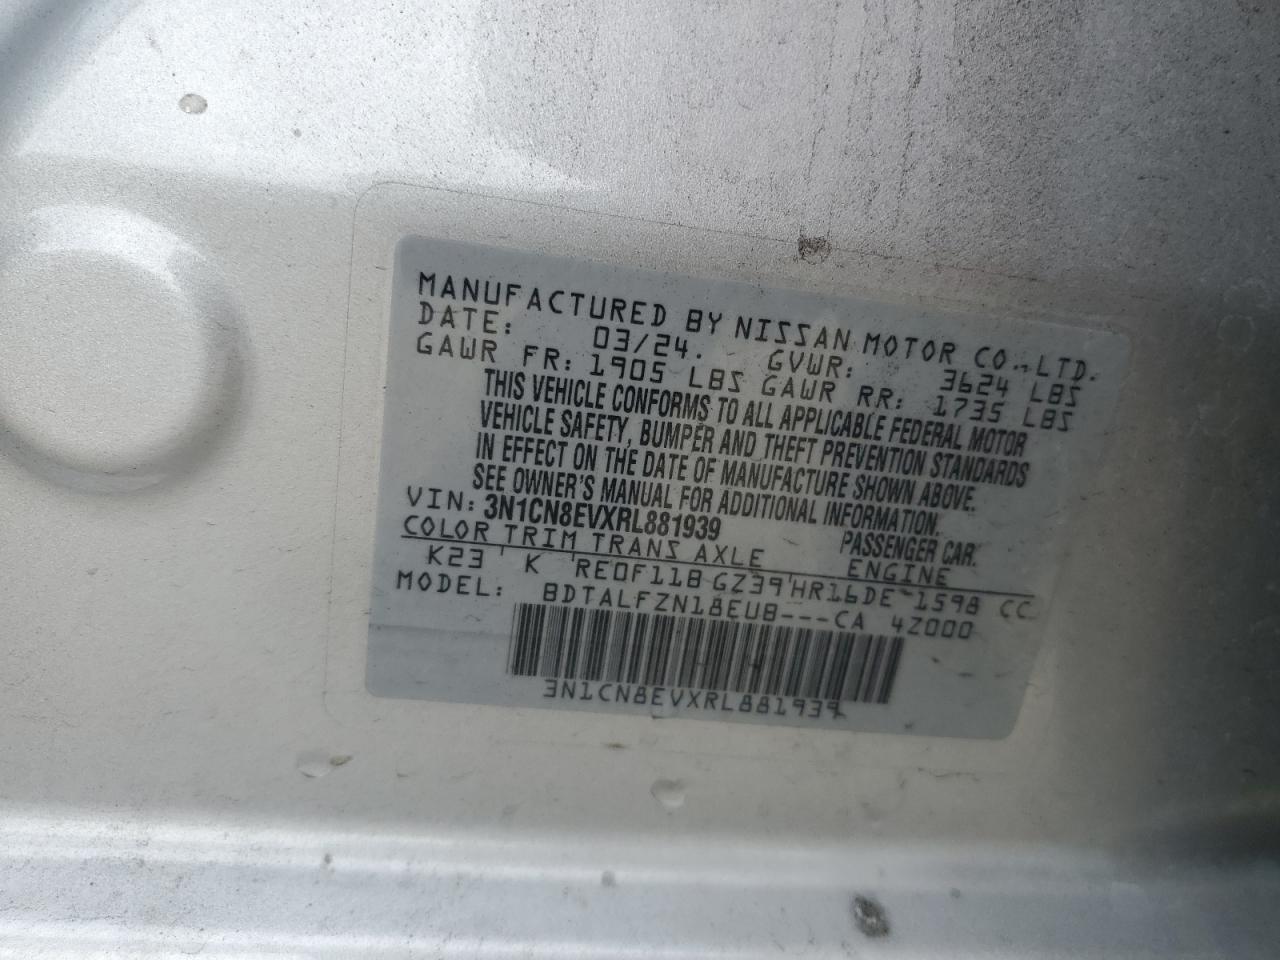 MANUFACTURED BY NISSAN MOTOR CO., LTD.
DATE: 03/24. GVWR: 3624 LBS
GAWR FR: 1905 LBS GAWR RR: 1735 LBS
THIS VEHICLE CONFORMS TO ALL APPLICABLE FEDERAL MOTOR
VEHICLE SAFETY, BUMPER AND THEFT PREVENTION STANDARDS
IN EFFECT ON THE DATE OF MANUFACTURE SHOWN ABOVE.
SEE OWNER'S MANUAL FOR ADDITIONAL INFORMATION.
VIN: 3N1CN8EVXRL881939 PASSENGER CAR.
COLOR TRIM TRANS AXLE ENGINE
K23 K RE0F11B GZ39 HR16DE 1598 CC
MODEL: BDTALFZN18EUB---CA 4Z000
3N1CN8EVXRL881939